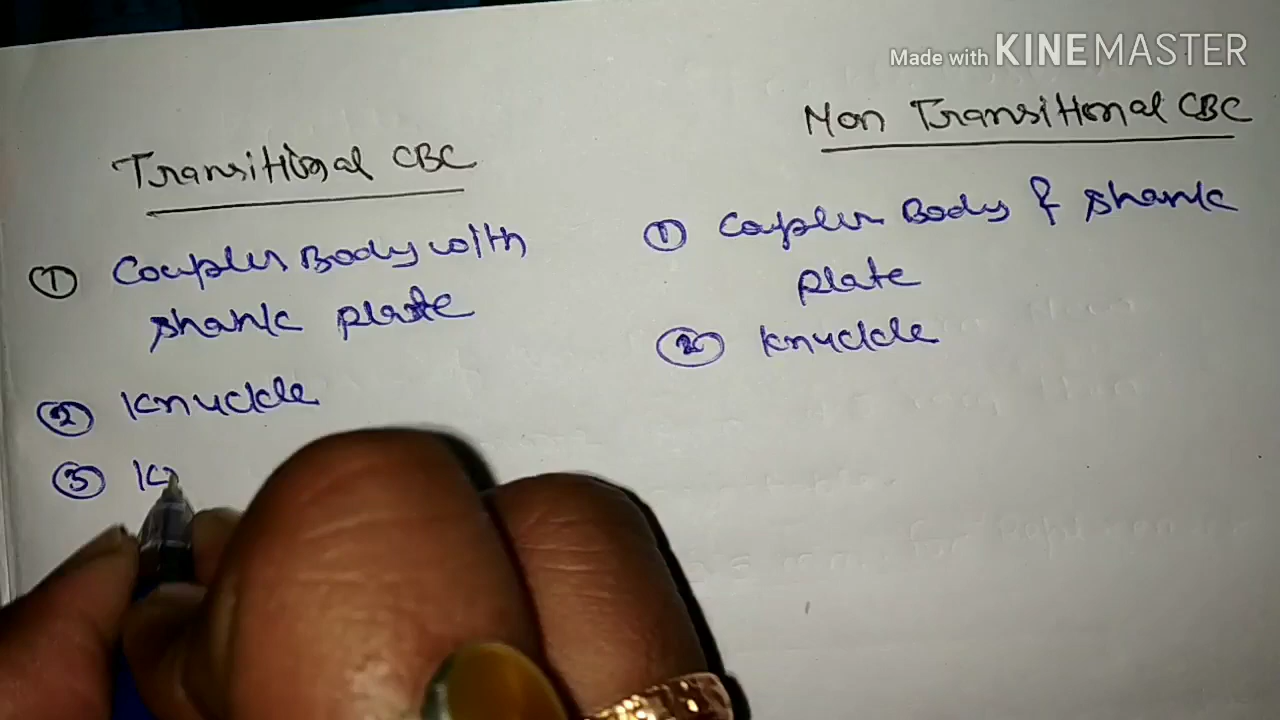 Made with KINEMASTER
Transitional CBC
① Coupler Body with
shank plate
② Knuckle
③ K
Non Transitional CBC
① Coupler Body & shank
plate
② Knuckle